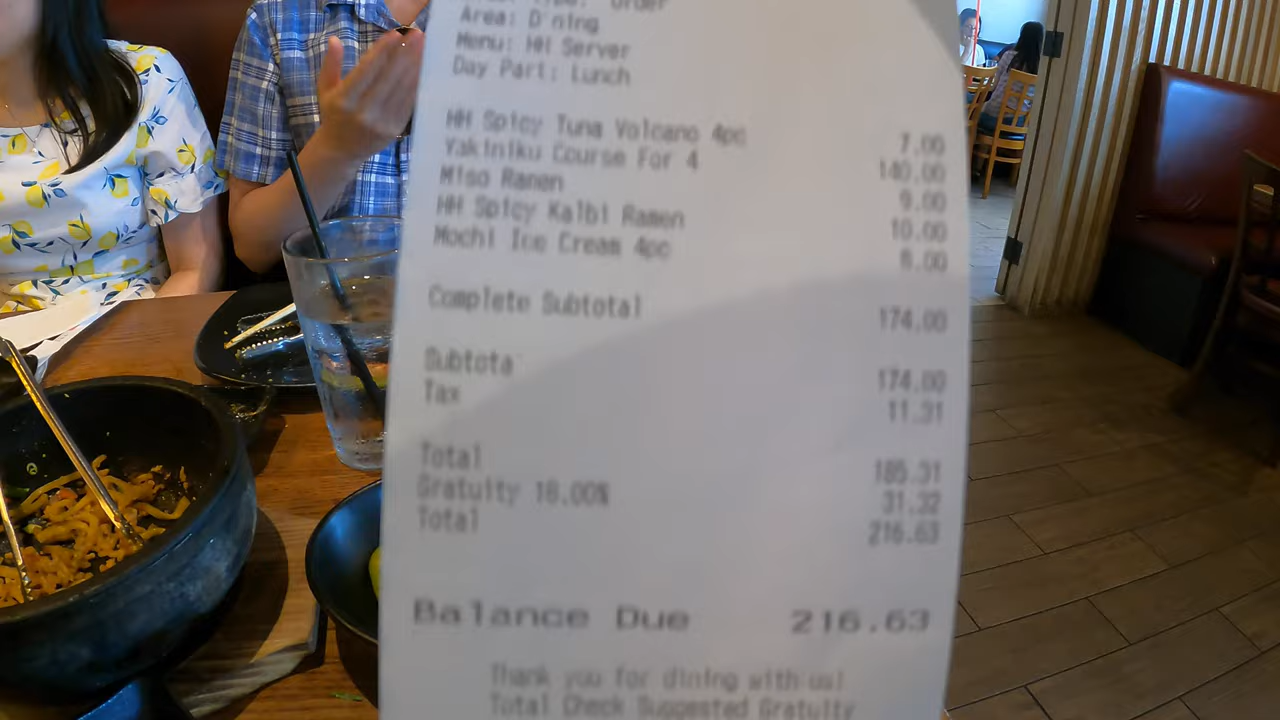 Order
Area: Dining
Menu: HH Server
Day Part: Lunch
HH Spicy Tuna Volcano 4pc 7.00
Yakiniku Course For 4 140.00
Miso Ramen 9.00
HH Spicy Kalbi Ramen 10.00
Mochi Ice Cream 4pc 8.00
Complete Subtotal 174.00
Subtotal 174.00
Tax 11.31
Total 185.31
Gratuity 18.00% 31.32
Total 216.63
Balance Due 216.63
Thank you for dining with us!
Total Check Suggested Gratuity